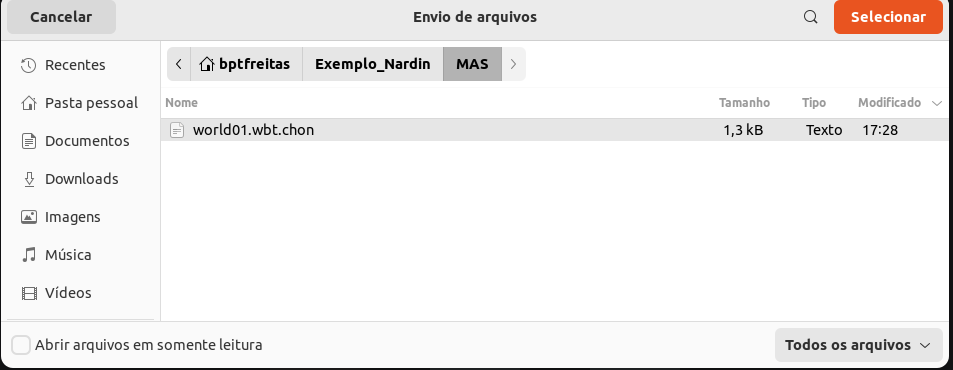 Cancelar Envio de arquivos Selecionar
Recentes
Pasta pessoal
Documentos
Downloads
Imagens
Música
Vídeos
bptfreitas Exemplo_Nardin MAS
Nome Tamanho Tipo Modificado
world01.wbt.chon 1,3 kB Texto 17:28
Abrir arquivos em somente leitura Todos os arquivos